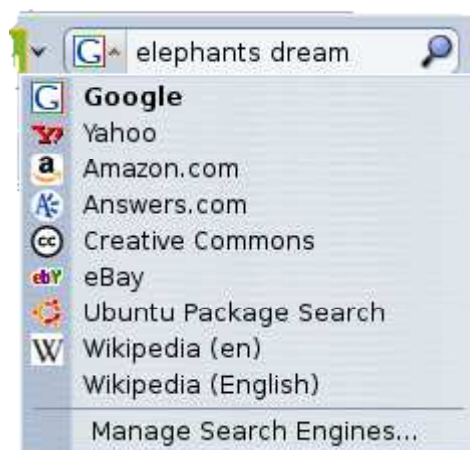 elephants dream
Google
Yahoo
Amazon.com
Answers.com
Creative Commons
eBay
Ubuntu Package Search
Wikipedia (en)
Wikipedia (English)
Manage Search Engines...